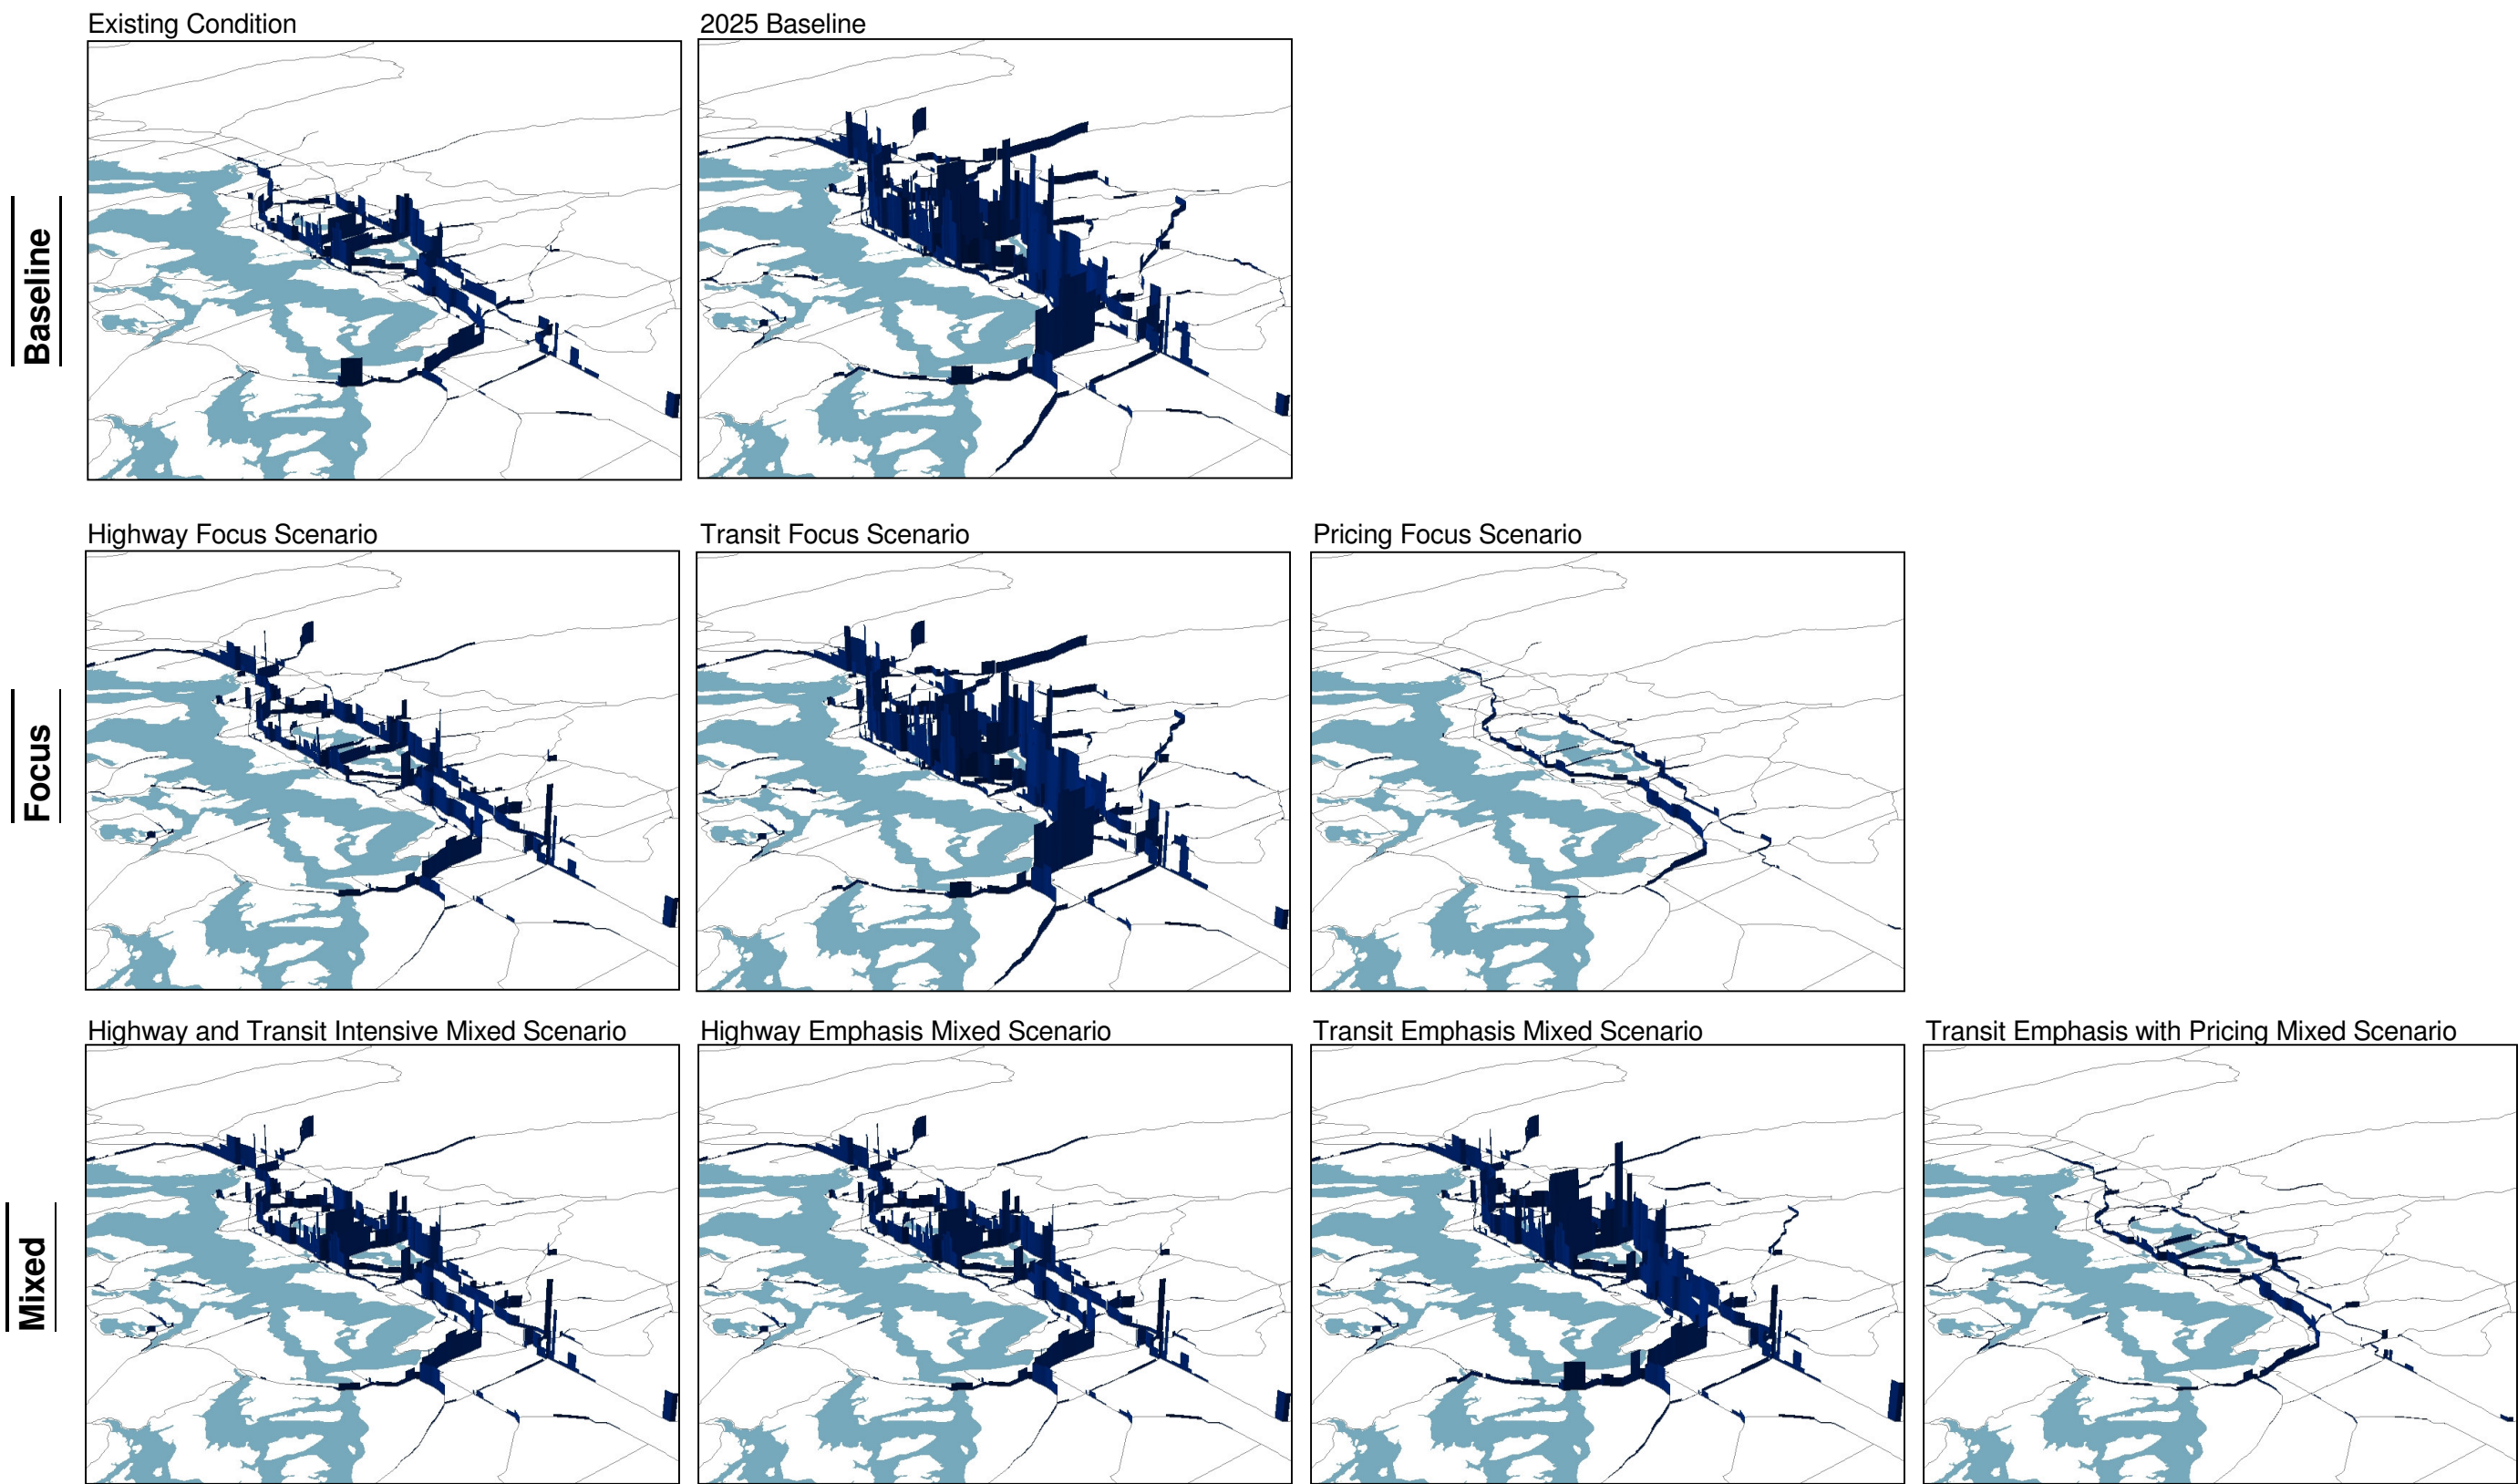 Existing Condition
2025 Baseline
Baseline
Highway Focus Scenario
Transit Focus Scenario
Pricing Focus Scenario
Focus
Highway and Transit Intensive Mixed Scenario
Highway Emphasis Mixed Scenario
Transit Emphasis Mixed Scenario
Transit Emphasis with Pricing Mixed Scenario
Mixed